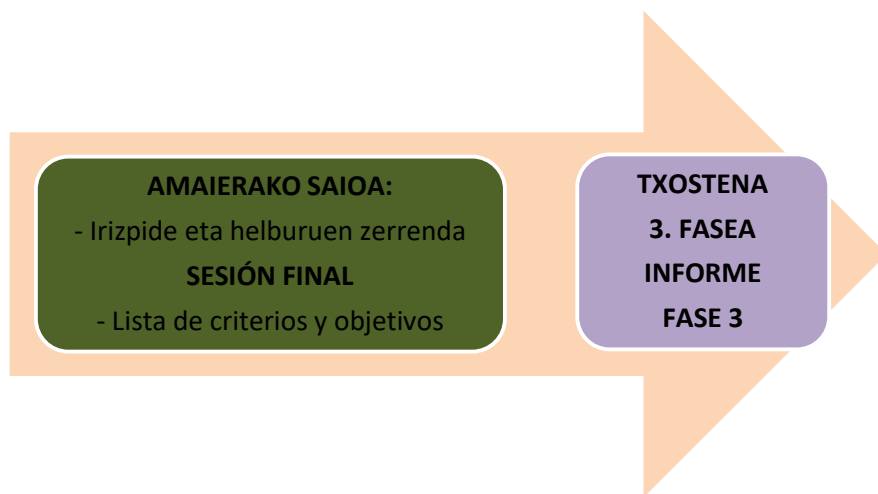 AMAIERAKO SAIOA:
- Irizpide eta helburuen zerrenda
SESIÓN FINAL
- Lista de criterios y objetivos
TXOSTENA
3. FASEA
INFORME
FASE 3